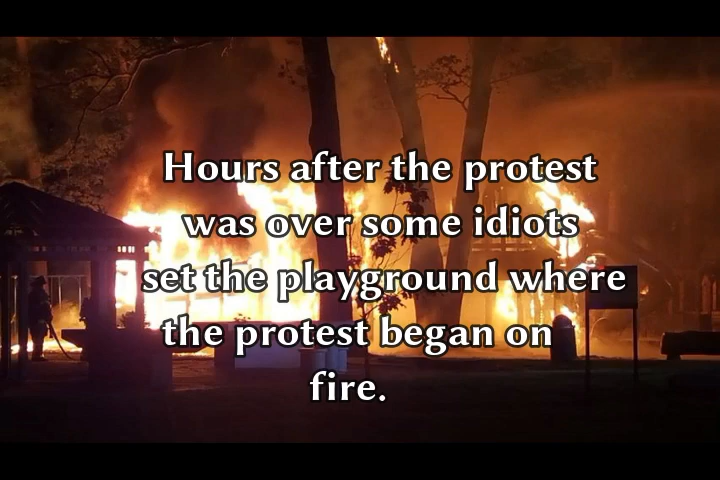 Hours after the protest
was over some idiots
set the playground where
the protest began on
fire.